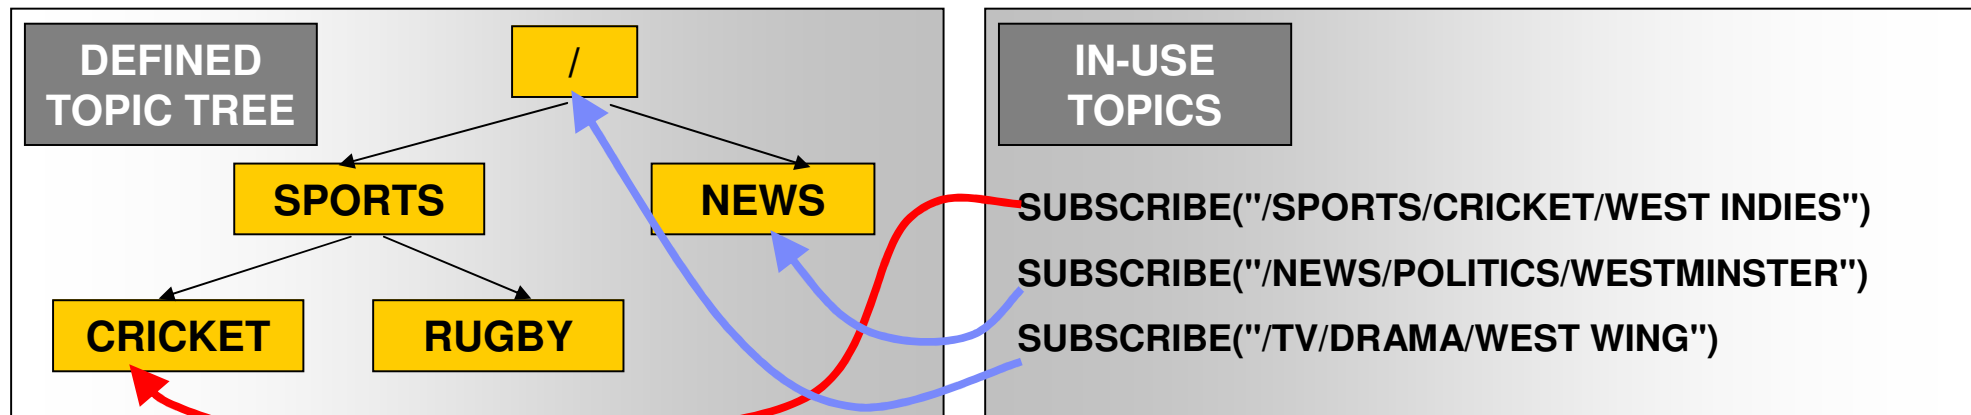 DEFINED
TOPIC TREE
/
SPORTS
NEWS
CRICKET
RUGBY
IN-USE
TOPICS
SUBSCRIBE("/SPORTS/CRICKET/WEST INDIES")
SUBSCRIBE("/NEWS/POLITICS/WESTMINSTER")
SUBSCRIBE("/TV/DRAMA/WEST WING")